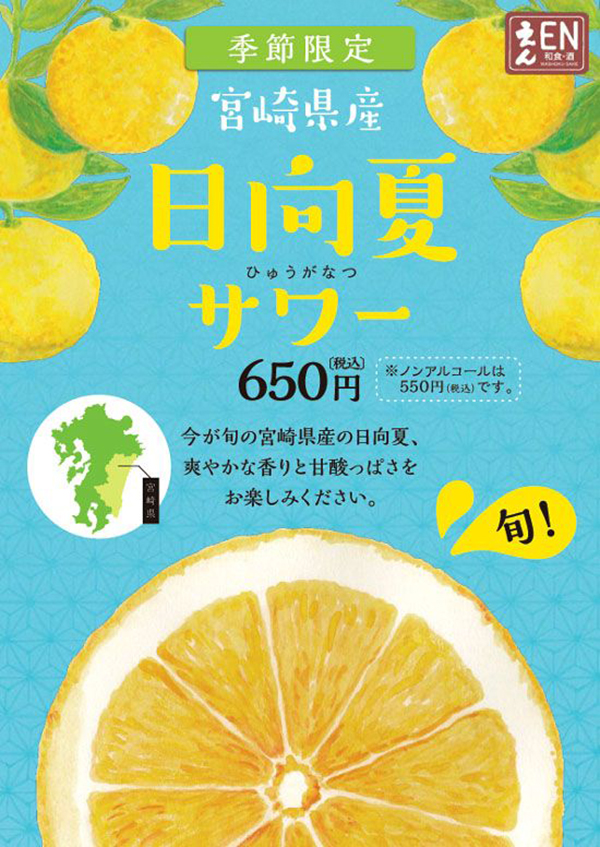 季節限定
えん EN
和食・酒
WASHOKU・SAKE
宮崎県産
日向夏
ひゅうがなつ
サワー
650円〔税込〕
※ノンアルコールは
550円(税込)です。
今が旬の宮崎県産の日向夏、
爽やかな香りと甘酸っぱさを
お楽しみください。
宮崎県
旬!